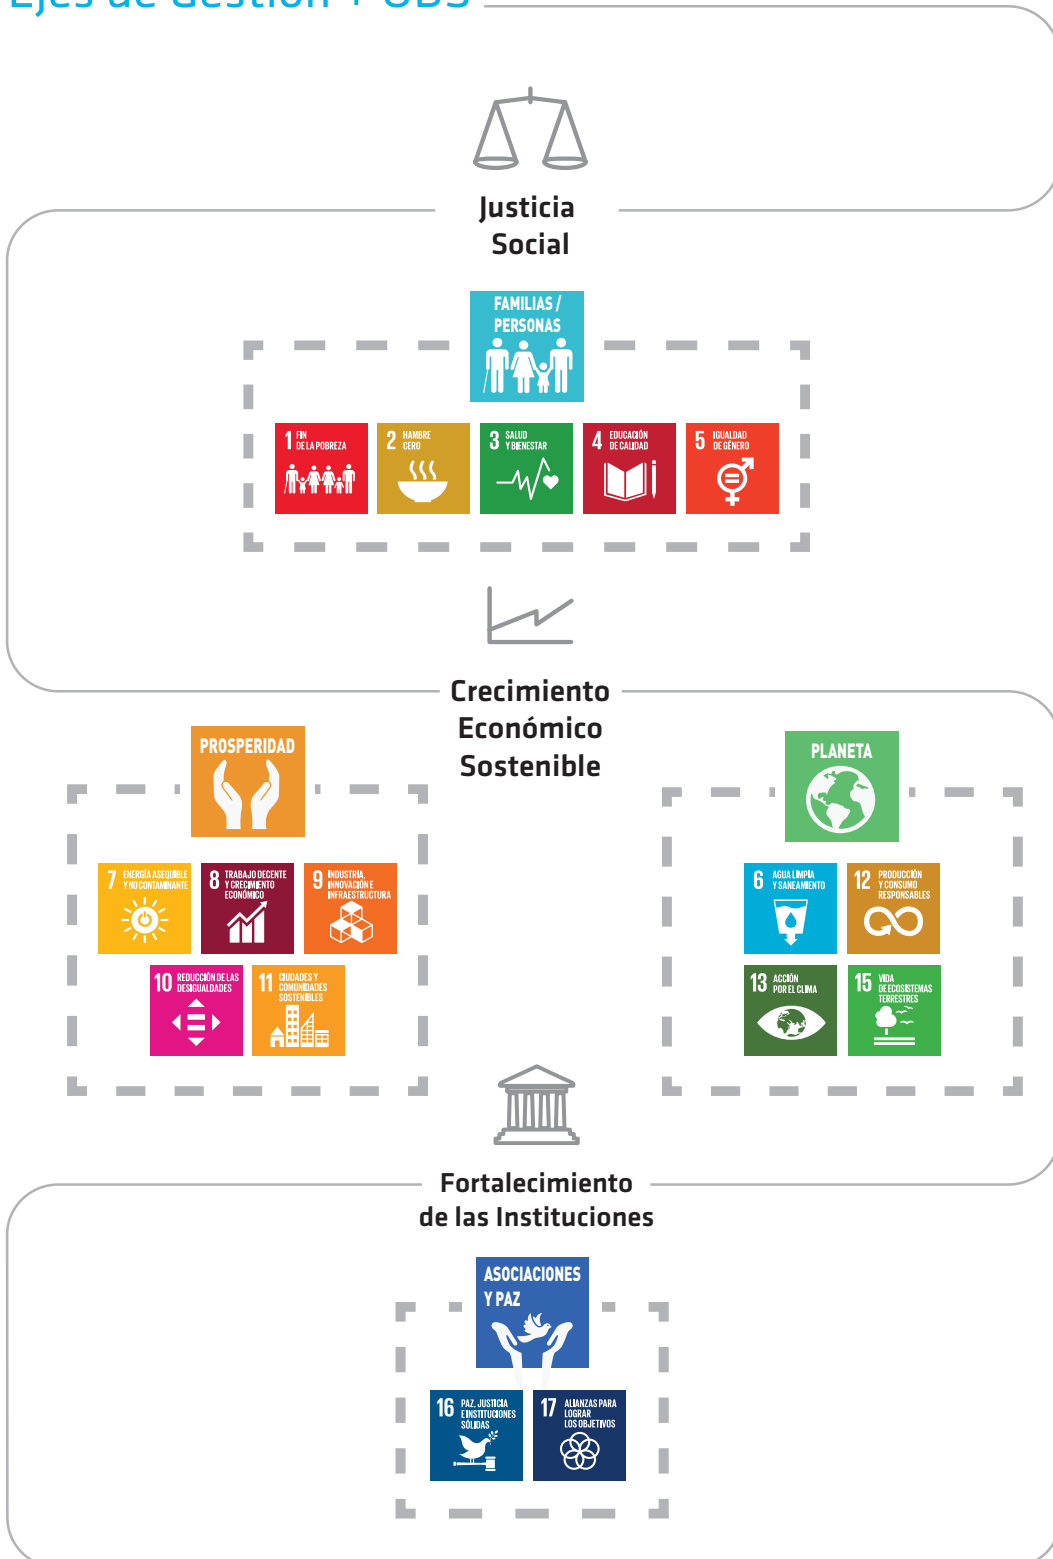 Ejes de Gestión + ODS
Justicia
Social
FAMILIAS /
PERSONAS
1 FIN
DE LA POBREZA
2 HAMBRE
CERO
3 SALUD
Y BIENESTAR
4 EDUCACIÓN
DE CALIDAD
5 IGUALDAD
DE GÉNERO
Crecimiento
Económico
Sostenible
PROSPERIDAD
7 ENERGÍA ASEQUIBLE
Y NO CONTAMINANTE
8 TRABAJO DECENTE
Y CRECIMIENTO
ECONÓMICO
9 INDUSTRIA,
INNOVACIÓN E
INFRAESTRUCTURA
10 REDUCCIÓN DE LAS
DESIGUALDADES
11 CIUDADES Y
COMUNIDADES
SOSTENIBLES
PLANETA
6 AGUA LIMPIA
Y SANEAMIENTO
12 PRODUCCIÓN
Y CONSUMO
RESPONSABLES
13 ACCIÓN
POR EL CLIMA
15 VIDA
DE ECOSISTEMAS
TERRESTRES
Fortalecimiento
de las Instituciones
ASOCIACIONES
Y PAZ
16 PAZ, JUSTICIA
E INSTITUCIONES
SÓLIDAS
17 ALIANZAS PARA
LOGRAR
LOS OBJETIVOS